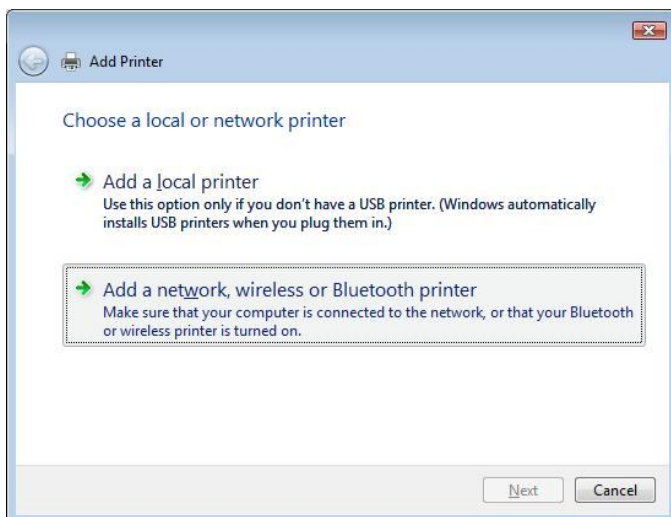 Add Printer
Choose a local or network printer
Add a local printer
Use this option only if you don't have a USB printer. (Windows automatically
installs USB printers when you plug them in.)
Add a network, wireless or Bluetooth printer
Make sure that your computer is connected to the network, or that your Bluetooth
or wireless printer is turned on.
Next Cancel